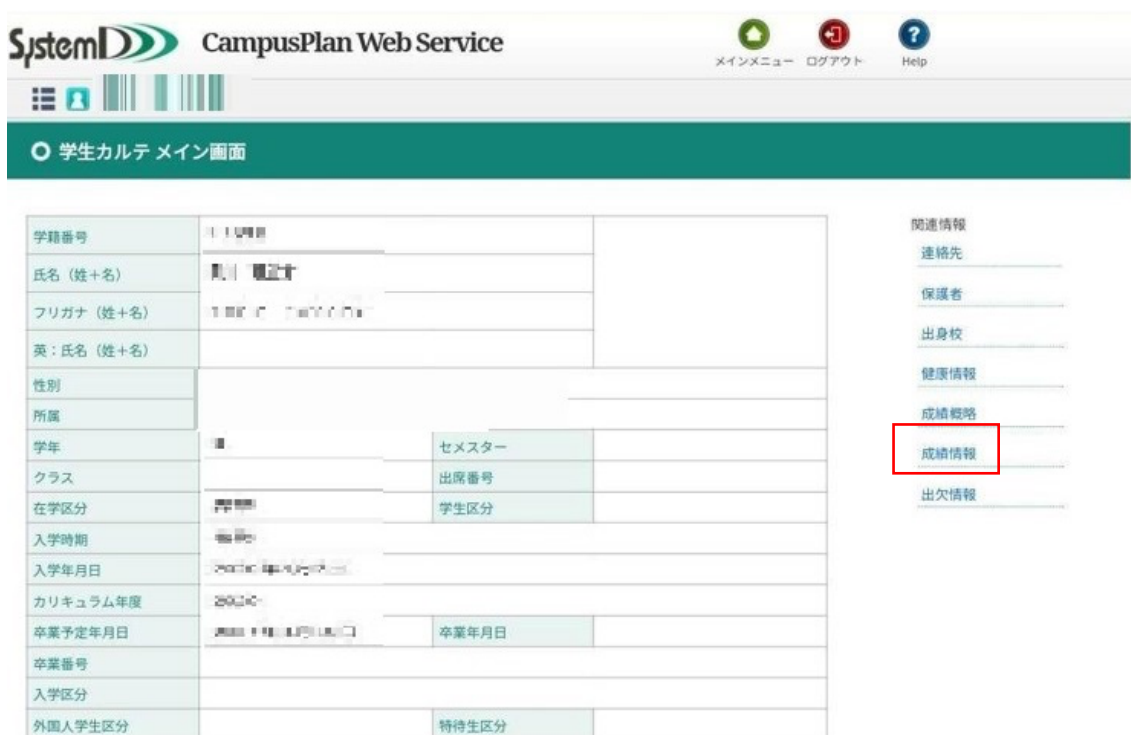 SystemD CampusPlan Web Service
メインメニュー ログアウト Help
学生カルテ メイン画面
学籍番号
氏名（姓＋名）
フリガナ（姓＋名）
英：氏名（姓＋名）
性別
所属
学年 セメスター
クラス 出席番号
在学区分 学生区分
入学時期
入学年月日
カリキュラム年度
卒業予定年月日 卒業年月日
卒業番号
入学区分
外国人学生区分 特待生区分
関連情報
連絡先
保護者
出身校
健康情報
成績概略
成績情報
出欠情報